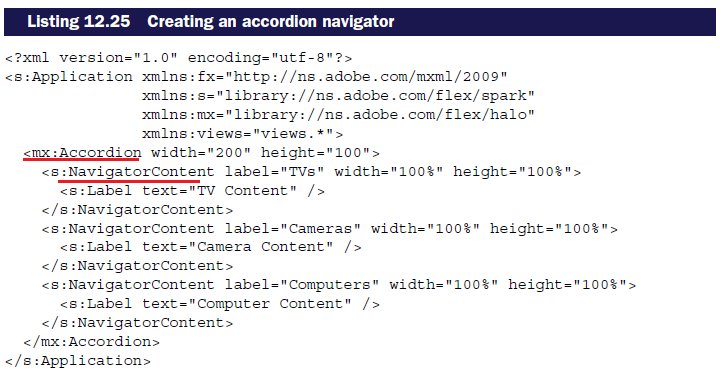 Listing 12.25 Creating an accordion navigator
<?xml version="1.0" encoding="utf-8"?>
<s:Application xmlns:fx="http://ns.adobe.com/mxml/2009"
xmlns:s="library://ns.adobe.com/flex/spark"
xmlns:mx="library://ns.adobe.com/flex/halo"
xmlns:views="views.*">
<mx:Accordion width="200" height="100">
<s:NavigatorContent label="TVs" width="100%" height="100%">
<s:Label text="TV Content" />
</s:NavigatorContent>
<s:NavigatorContent label="Cameras" width="100%" height="100%">
<s:Label text="Camera Content" />
</s:NavigatorContent>
<s:NavigatorContent label="Computers" width="100%" height="100%">
<s:Label text="Computer Content" />
</s:NavigatorContent>
</mx:Accordion>
</s:Application>